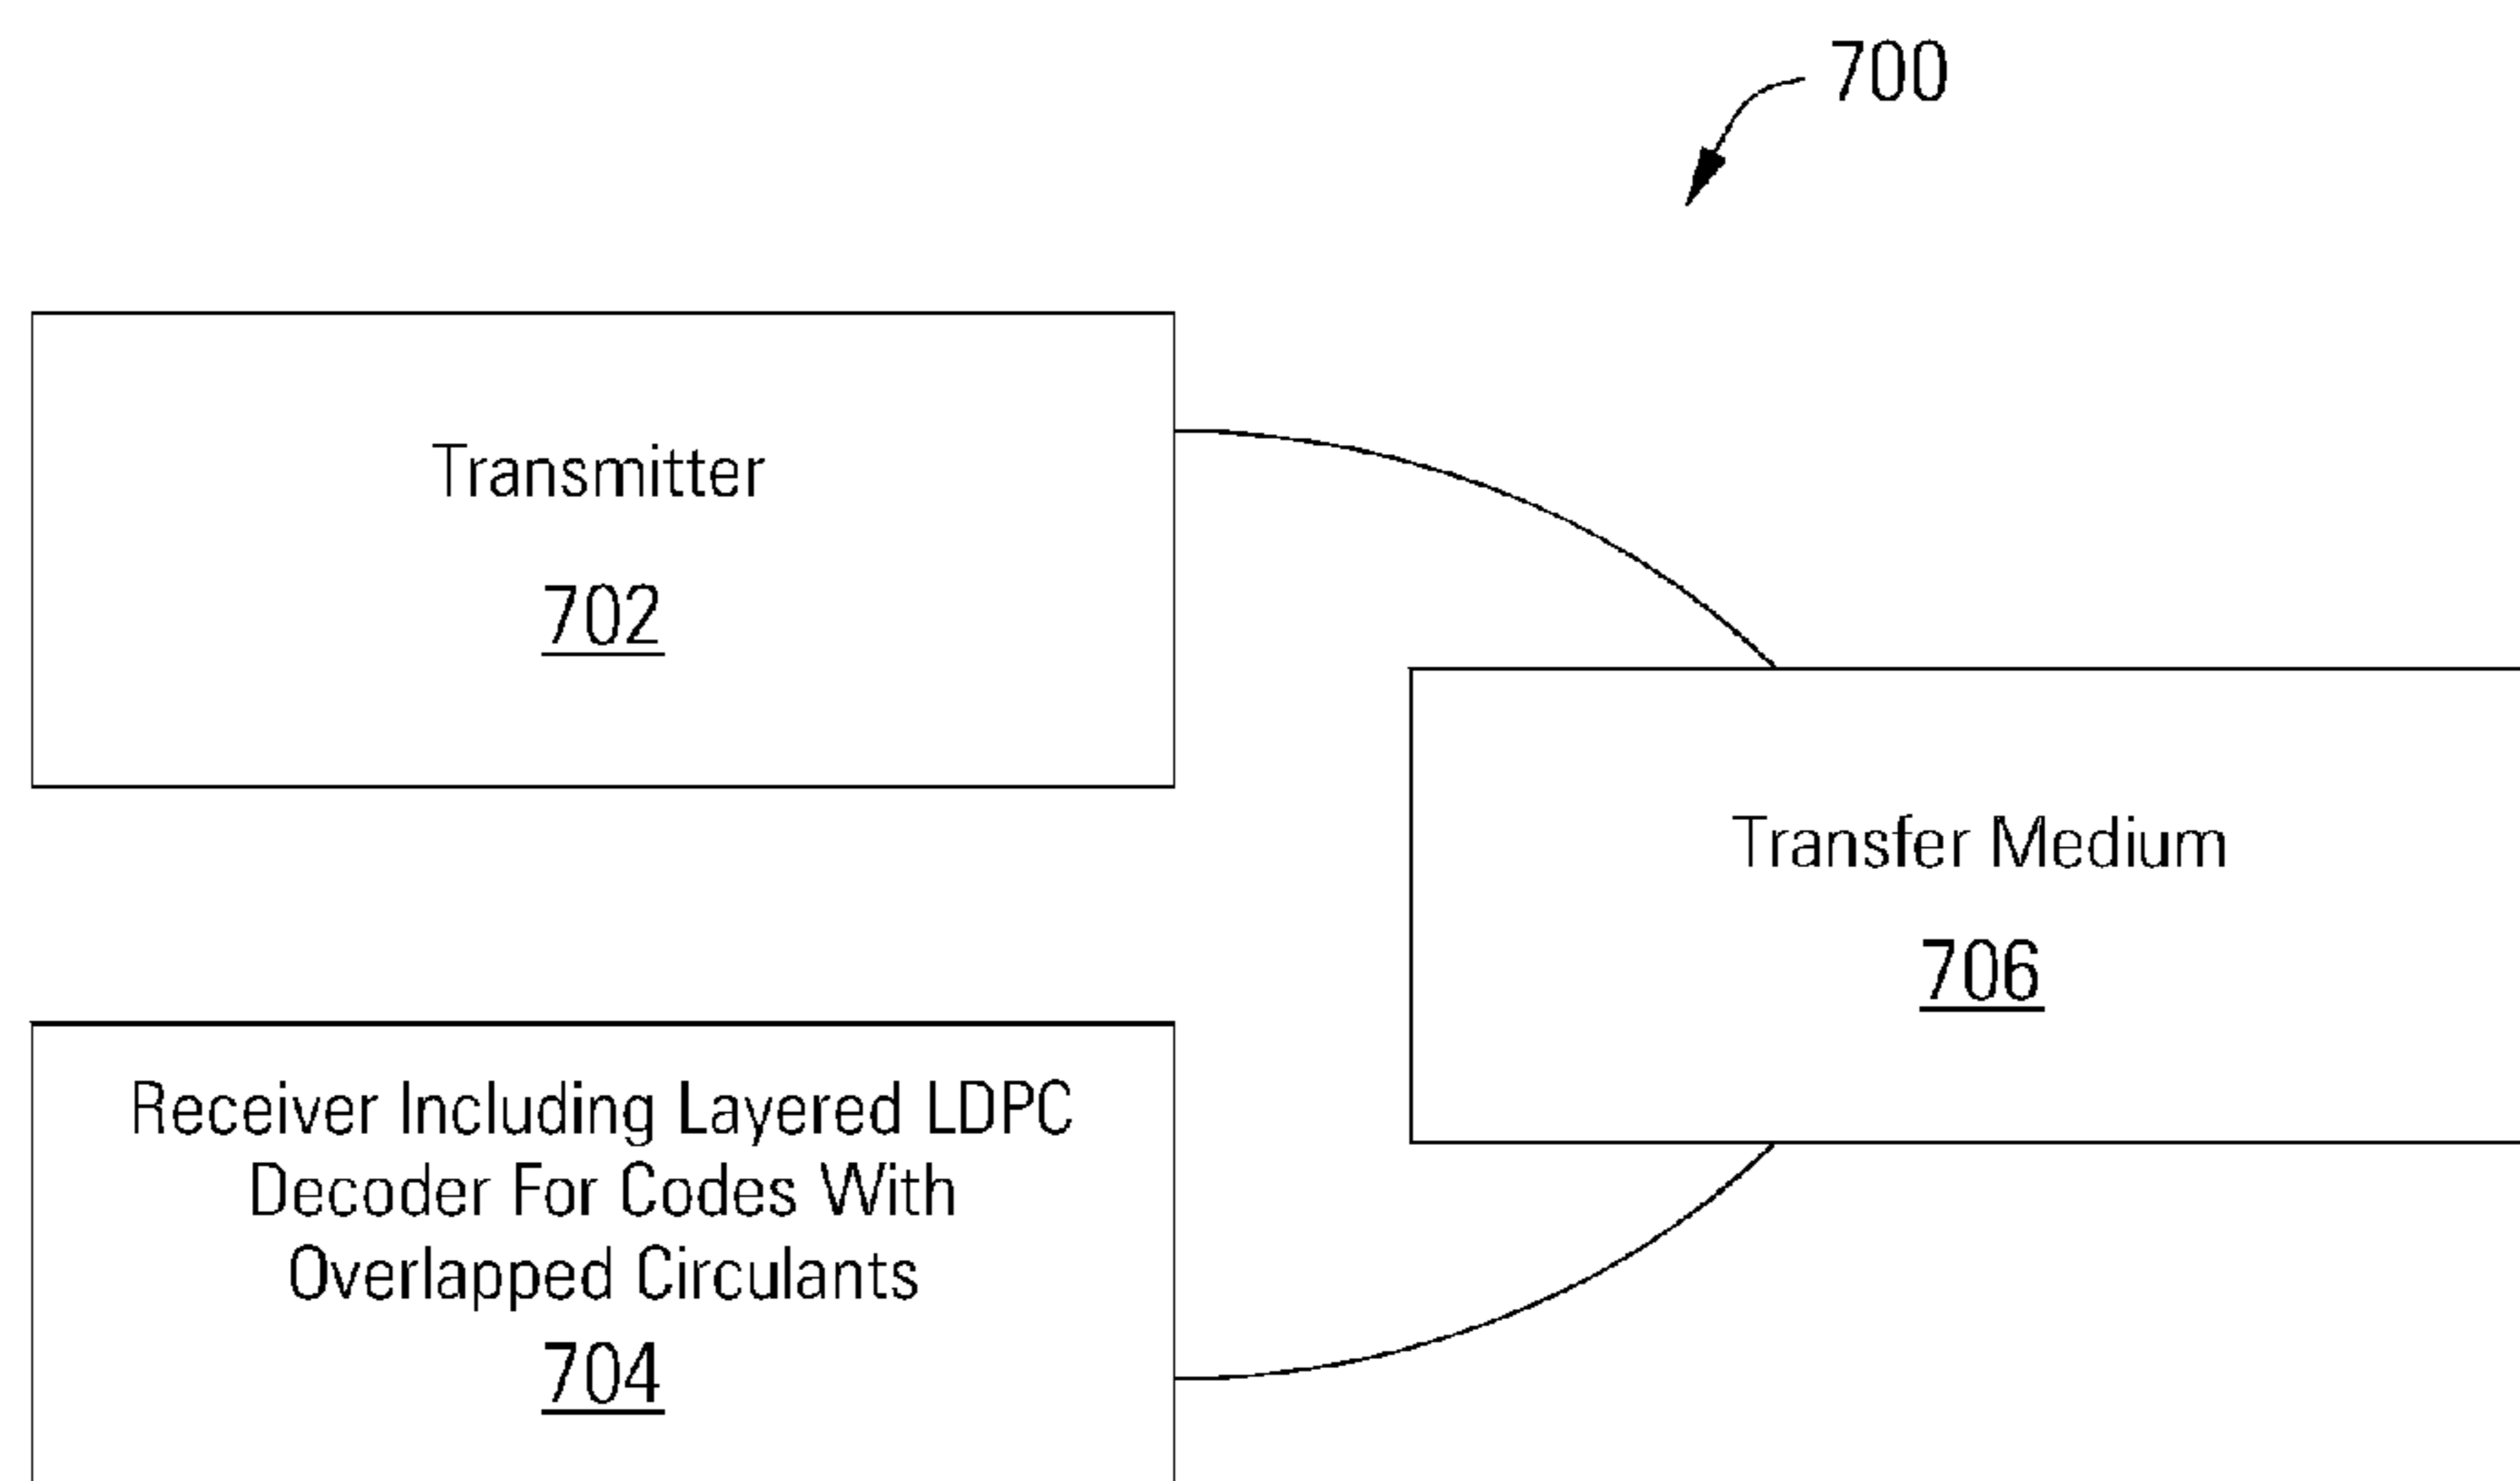 700
Transmitter
702
Transfer Medium
706
Receiver Including Layered LDPC
Decoder For Codes With
Overlapped Circulants
704